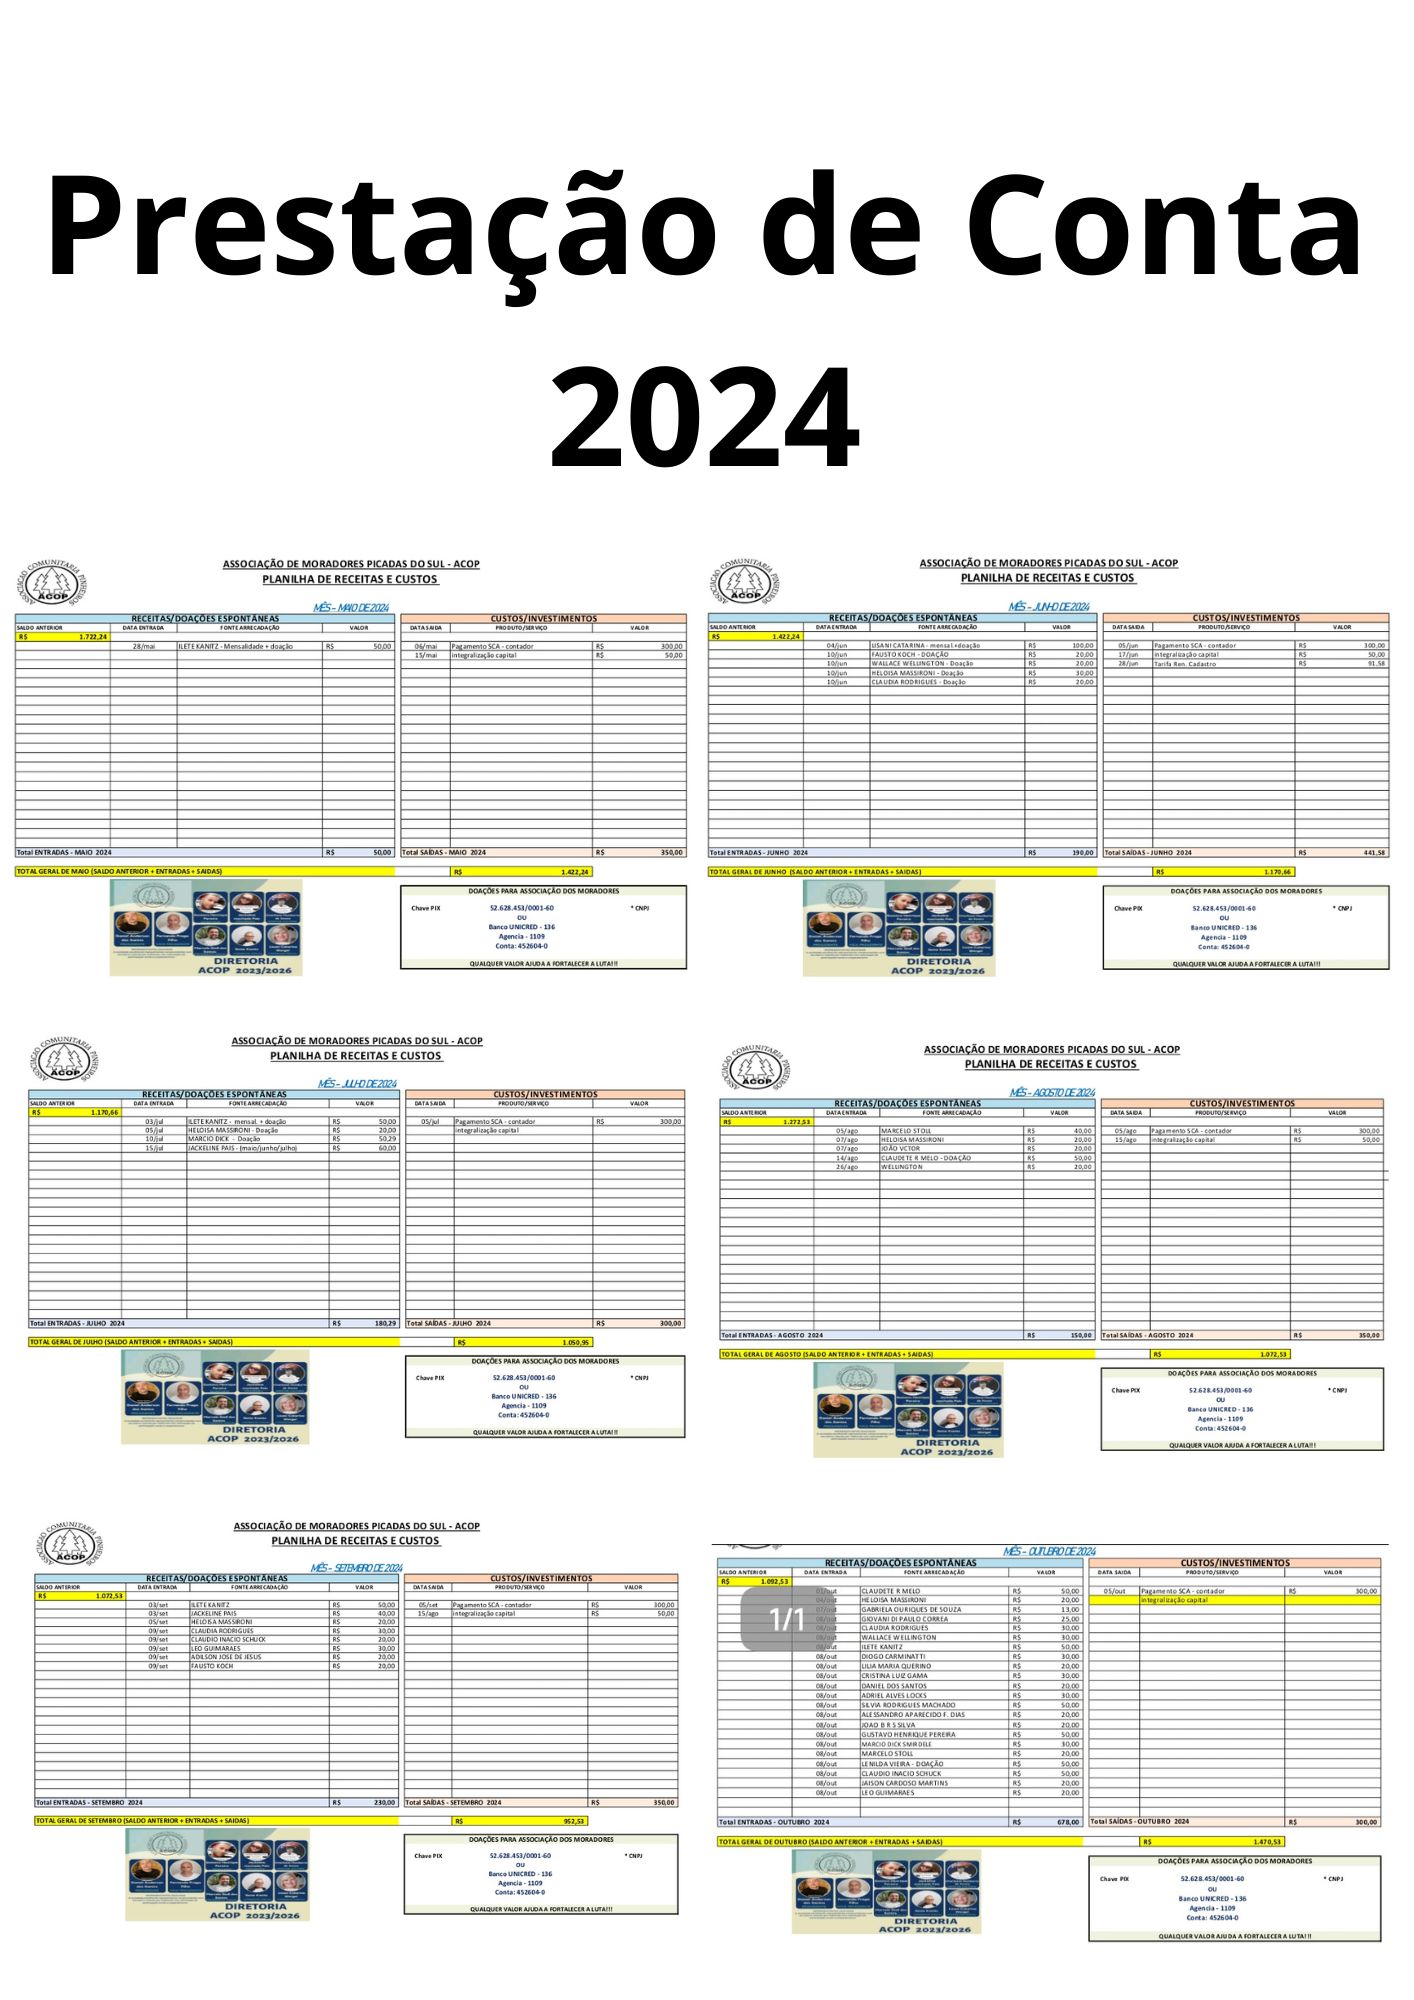 Prestação de Conta
2024
ASSOCIAÇÃO COMUNITARIA PINHEIROS
ACOP
ASSOCIAÇÃO DE MORADORES PICADAS DO SUL - ACOP
PLANILHA DE RECEITAS E CUSTOS
MÊS - MAIO DE 2024
RECEITAS/DOAÇÕES ESPONTÂNEAS CUSTOS/INVESTIMENTOS
SALDO ANTERIOR DATA ENTRADA FONTE ARRECADAÇÃO VALOR DATA SAIDA PRODUTO/SERVIÇO VALOR
R$ 1.722,24
28/mai ILETE KANITZ - Mensalidade + doação R$ 50,00 06/mai Pagamento SCA - contador R$ 300,00
15/mai integralização capital R$ 50,00
Total ENTRADAS - MAIO 2024 R$ 50,00 Total SAÍDAS - MAIO 2024 R$ 350,00
TOTAL GERAL DE MAIO (SALDO ANTERIOR + ENTRADAS + SAIDAS) R$ 1.422,24
DIRETORIA
ACOP 2023/2026
DOAÇÕES PARA ASSOCIAÇÃO DOS MORADORES
Chave PIX 52.628.453/0001-60 * CNPJ
OU
Banco UNICRED - 136
Agencia - 1109
Conta: 452604-0
QUALQUER VALOR AJUDA A FORTALECER A LUTA!!!
ASSOCIAÇÃO COMUNITARIA PINHEIROS
ACOP
ASSOCIAÇÃO DE MORADORES PICADAS DO SUL - ACOP
PLANILHA DE RECEITAS E CUSTOS
MÊS - JUNHO DE 2024
RECEITAS/DOAÇÕES ESPONTÂNEAS CUSTOS/INVESTIMENTOS
SALDO ANTERIOR DATA ENTRADA FONTE ARRECADAÇÃO VALOR DATA SAIDA PRODUTO/SERVIÇO VALOR
R$ 1.422,24
04/jun LISANI CATARINA - mensal.+doação R$ 100,00 05/jun Pagamento SCA - contador R$ 300,00
10/jun FAUSTO KOCH - DOAÇÃO R$ 20,00 17/jun integralização capital R$ 50,00
10/jun WALLACE WELLINGTON - Doação R$ 20,00 28/jun Tarifa Ren. Cadastro R$ 91,58
10/jun HELOISA MASSIRONI - Doação R$ 30,00
10/jun CLAUDIA RODRIGUES - Doação R$ 20,00
Total ENTRADAS - JUNHO 2024 R$ 190,00 Total SAÍDAS - JUNHO 2024 R$ 441,58
TOTAL GERAL DE JUNHO (SALDO ANTERIOR + ENTRADAS + SAIDAS) R$ 1.170,66
DIRETORIA
ACOP 2023/2026
DOAÇÕES PARA ASSOCIAÇÃO DOS MORADORES
Chave PIX 52.628.453/0001-60 * CNPJ
OU
Banco UNICRED - 136
Agencia - 1109
Conta: 452604-0
QUALQUER VALOR AJUDA A FORTALECER A LUTA!!!
ASSOCIAÇÃO COMUNITARIA PINHEIROS
ACOP
ASSOCIAÇÃO DE MORADORES PICADAS DO SUL - ACOP
PLANILHA DE RECEITAS E CUSTOS
MÊS - JULHO DE 2024
RECEITAS/DOAÇÕES ESPONTÂNEAS CUSTOS/INVESTIMENTOS
SALDO ANTERIOR DATA ENTRADA FONTE ARRECADAÇÃO VALOR DATA SAIDA PRODUTO/SERVIÇO VALOR
R$ 1.170,66
03/jul ILETE KANITZ - mensal. + doação R$ 50,00 05/jul Pagamento SCA - contador R$ 300,00
05/jul HELOISA MASSIRONI - Doação R$ 20,00 integralização capital
10/jul MARCIO DICK - Doação R$ 50,29
15/jul JACKELINE PAIS - (maio/junho/julho) R$ 60,00
Total ENTRADAS - JULHO 2024 R$ 180,29 Total SAÍDAS - JULHO 2024 R$ 300,00
TOTAL GERAL DE JULHO (SALDO ANTERIOR + ENTRADAS + SAIDAS) R$ 1.050,95
DIRETORIA
ACOP 2023/2026
DOAÇÕES PARA ASSOCIAÇÃO DOS MORADORES
Chave PIX 52.628.453/0001-60 * CNPJ
OU
Banco UNICRED - 136
Agencia - 1109
Conta: 452604-0
QUALQUER VALOR AJUDA A FORTALECER A LUTA!!!
ASSOCIAÇÃO COMUNITARIA PINHEIROS
ACOP
ASSOCIAÇÃO DE MORADORES PICADAS DO SUL - ACOP
PLANILHA DE RECEITAS E CUSTOS
MÊS - AGOSTO DE 2024
RECEITAS/DOAÇÕES ESPONTÂNEAS CUSTOS/INVESTIMENTOS
SALDO ANTERIOR DATA ENTRADA FONTE ARRECADAÇÃO VALOR DATA SAIDA PRODUTO/SERVIÇO VALOR
R$ 1.272,53
05/ago MARCELO STOLL R$ 40,00 05/ago Pagamento SCA - contador R$ 300,00
07/ago HELOISA MASSIRONI R$ 20,00 15/ago integralização capital R$ 50,00
07/ago JOÃO VCTOR R$ 20,00
14/ago CLAUDETE R MELO - DOAÇÃO R$ 50,00
26/ago WELLINGTON R$ 20,00
Total ENTRADAS - AGOSTO 2024 R$ 150,00 Total SAÍDAS - AGOSTO 2024 R$ 350,00
TOTAL GERAL DE AGOSTO (SALDO ANTERIOR + ENTRADAS + SAIDAS) R$ 1.072,53
DIRETORIA
ACOP 2023/2026
DOAÇÕES PARA ASSOCIAÇÃO DOS MORADORES
Chave PIX 52.628.453/0001-60 * CNPJ
OU
Banco UNICRED - 136
Agencia - 1109
Conta: 452604-0
QUALQUER VALOR AJUDA A FORTALECER A LUTA!!!
ASSOCIAÇÃO COMUNITARIA PINHEIROS
ACOP
ASSOCIAÇÃO DE MORADORES PICADAS DO SUL - ACOP
PLANILHA DE RECEITAS E CUSTOS
MÊS - SETEMBRO DE 2024
RECEITAS/DOAÇÕES ESPONTÂNEAS CUSTOS/INVESTIMENTOS
SALDO ANTERIOR DATA ENTRADA FONTE ARRECADAÇÃO VALOR DATA SAIDA PRODUTO/SERVIÇO VALOR
R$ 1.072,53
03/set ILETE KANITZ R$ 50,00 05/set Pagamento SCA - contador R$ 300,00
03/set JACKELINE PAIS R$ 40,00 15/ago integralização capital R$ 50,00
05/set HELOISA MASSIRONI R$ 20,00
09/set CLAUDIA RODRIGUES R$ 30,00
09/set CLAUDIO INACIO SCHUCK R$ 20,00
09/set LEO GUIMARAES R$ 30,00
09/set ADILSON JOSE DE JESUS R$ 20,00
09/set FAUSTO KOCH R$ 20,00
Total ENTRADAS - SETEMBRO 2024 R$ 230,00 Total SAÍDAS - SETEMBRO 2024 R$ 350,00
TOTAL GERAL DE SETEMBRO (SALDO ANTERIOR + ENTRADAS + SAIDAS) R$ 952,53
DIRETORIA
ACOP 2023/2026
DOAÇÕES PARA ASSOCIAÇÃO DOS MORADORES
Chave PIX 52.628.453/0001-60 * CNPJ
OU
Banco UNICRED - 136
Agencia - 1109
Conta: 452604-0
QUALQUER VALOR AJUDA A FORTALECER A LUTA!!!
MÊS - OUTUBRO DE 2024
RECEITAS/DOAÇÕES ESPONTÂNEAS CUSTOS/INVESTIMENTOS
SALDO ANTERIOR DATA ENTRADA FONTE ARRECADAÇÃO VALOR DATA SAIDA PRODUTO/SERVIÇO VALOR
R$ 1.092,53
1/1
CLAUDETE R MELO R$ 50,00 05/out Pagamento SCA - contador R$ 300,00
HELOISA MASSIRONI R$ 20,00 integralização capital
GABRIELA OURIQUES DE SOUZA R$ 13,00
GIOVANI DI PAULO CORREA R$ 25,00
CLAUDIA RODRIGUES R$ 30,00
WALLACE WELLINGTON R$ 30,00
08/out ILETE KANITZ R$ 50,00
08/out DIOGO CARMINATTI R$ 30,00
08/out LILIA MARIA QUERINO R$ 20,00
08/out CRISTINA LUIZ GAMA R$ 30,00
08/out DANIEL DOS SANTOS R$ 20,00
08/out ADRIEL ALVES LOCKS R$ 30,00
08/out SILVIA RODRIGUES MACHADO R$ 50,00
08/out ALESSANDRO APARECIDO F. DIAS R$ 20,00
08/out JOAO B R S SILVA R$ 20,00
08/out GUSTAVO HENRIQUE PEREIRA R$ 50,00
08/out MARCIO DICK SMIRDELE R$ 30,00
08/out MARCELO STOLL R$ 20,00
08/out LENILDA VIEIRA - DOAÇÃO R$ 50,00
08/out CLAUDIO INACIO SCHUCK R$ 50,00
08/out JAISON CARDOSO MARTINS R$ 20,00
08/out LEO GUIMARAES R$ 20,00
Total ENTRADAS - OUTUBRO 2024 R$ 678,00 Total SAÍDAS - OUTUBRO 2024 R$ 300,00
TOTAL GERAL DE OUTUBRO (SALDO ANTERIOR + ENTRADAS + SAIDAS) R$ 1.470,53
DIRETORIA
ACOP 2023/2026
DOAÇÕES PARA ASSOCIAÇÃO DOS MORADORES
Chave PIX 52.628.453/0001-60 * CNPJ
OU
Banco UNICRED - 136
Agencia - 1109
Conta: 452604-0
QUALQUER VALOR AJUDA A FORTALECER A LUTA!!!